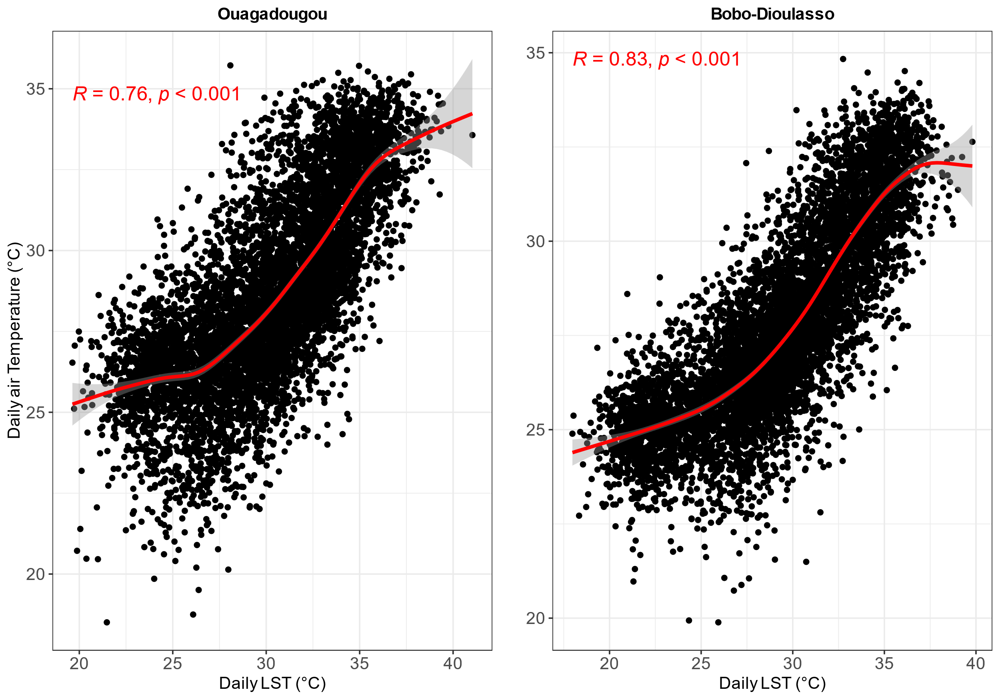 Ouagadougou
Bobo-Dioulasso
R = 0.76, p < 0.001
R = 0.83, p < 0.001
Daily air Temperature (°C)
35
30
25
20
35
30
25
20
20 25 30 35 40
20 25 30 35 40
Daily LST (°C)
Daily LST (°C)